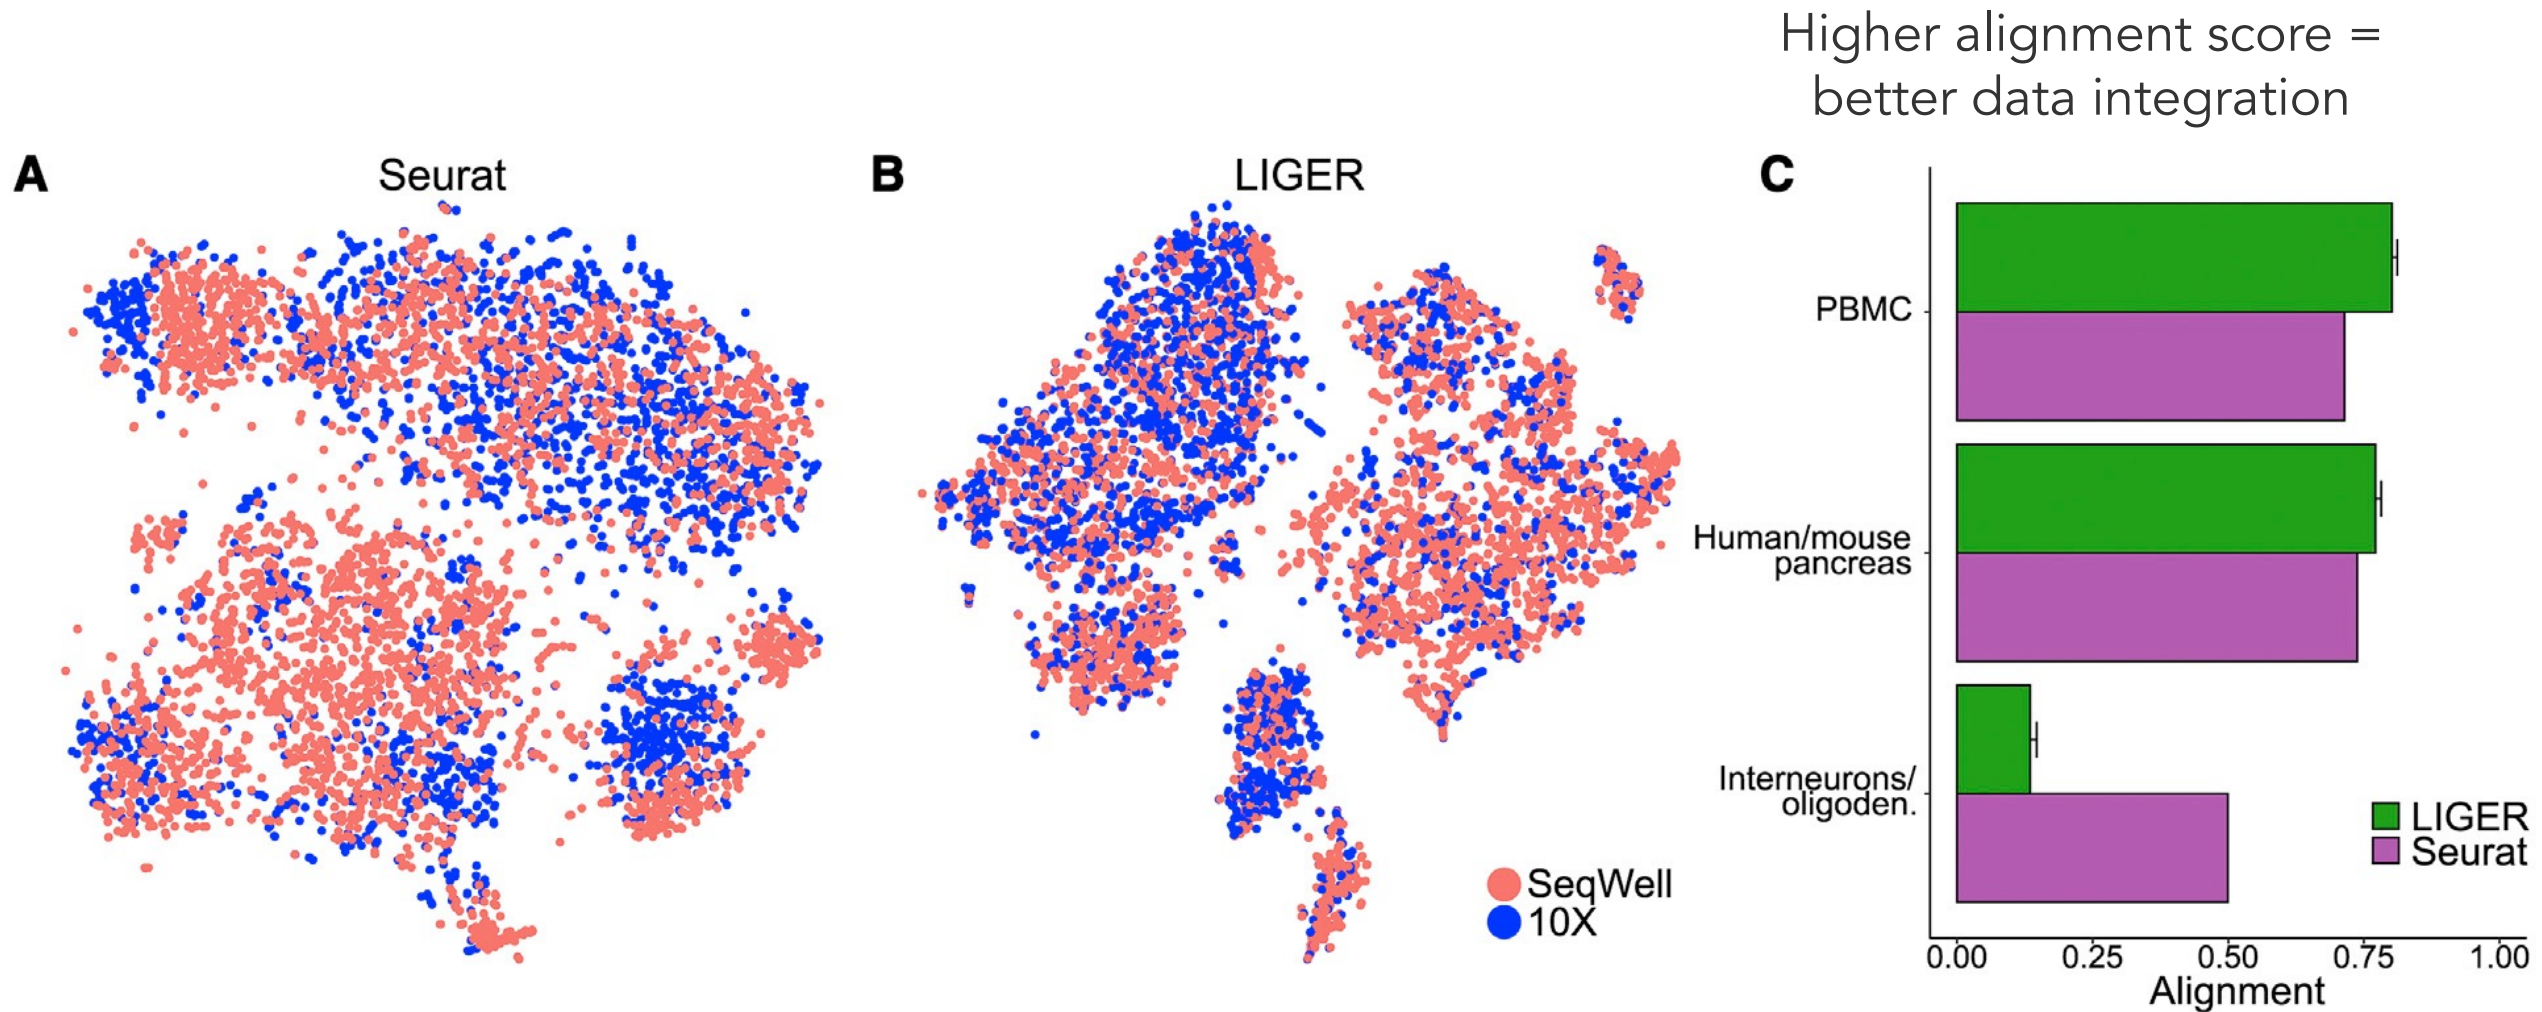 Higher alignment score =
better data integration
A
Seurat
B
LIGER
SeqWell
10X
C
PBMC
Human/mouse
pancreas
Interneurons/
oligoden.
LIGER
Seurat
0.00 0.25 0.50 0.75 1.00
Alignment